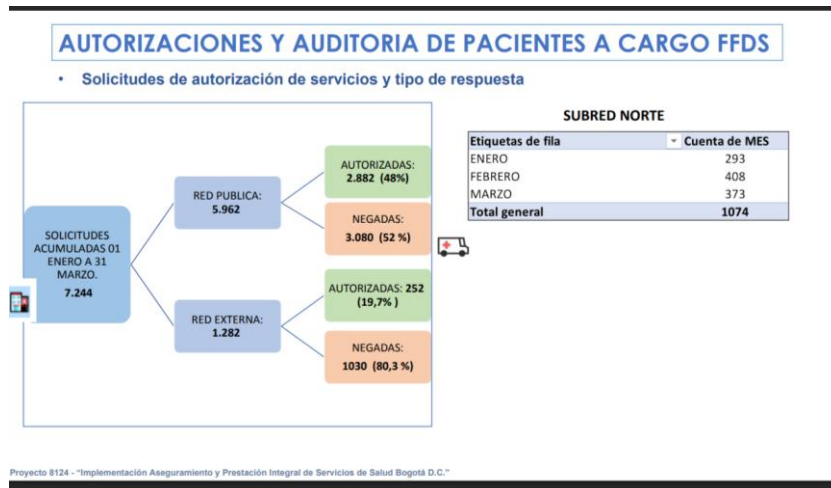 AUTORIZACIONES Y AUDITORIA DE PACIENTES A CARGO FFDS
• Solicitudes de autorización de servicios y tipo de respuesta
SOLICITUDES
ACUMULADAS 01
ENERO A 31
MARZO.
7.244
RED PUBLICA:
5.962
AUTORIZADAS:
2.882 (48%)
NEGADAS:
3.080 (52 %)
RED EXTERNA:
1.282
AUTORIZADAS: 252
(19,7% )
NEGADAS:
1030 (80,3 %)
SUBRED NORTE
Etiquetas de fila Cuenta de MES
ENERO 293
FEBRERO 408
MARZO 373
Total general 1074
Proyecto 8124 - "Implementación Aseguramiento y Prestación Integral de Servicios de Salud Bogotá D.C."